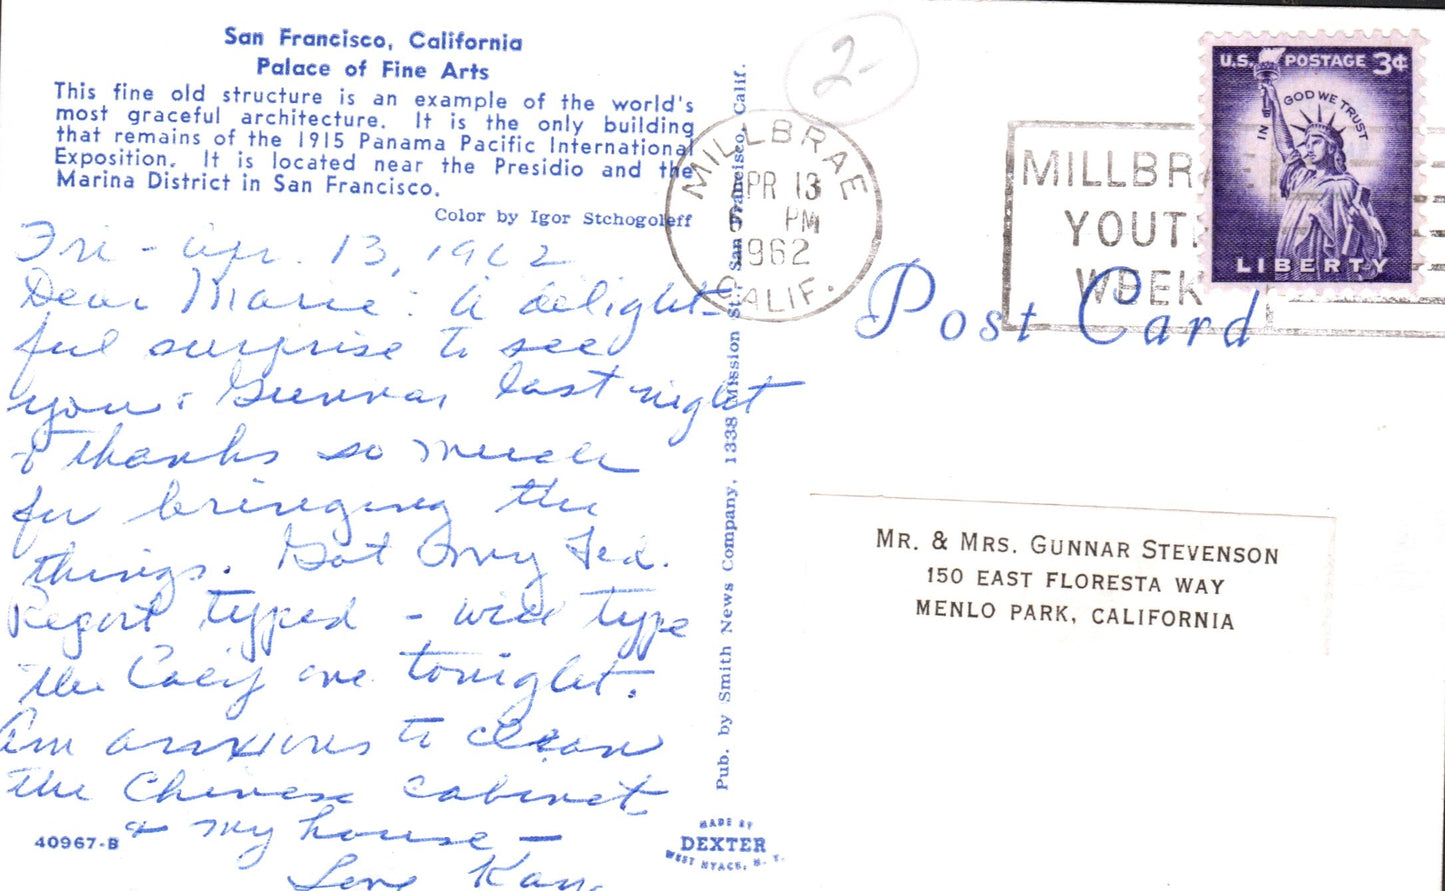 San Francisco, California
Palace of Fine Arts
This fine old structure is an example of the world's
most graceful architecture. It is the only building
that remains of the 1915 Panama Pacific International
Exposition. It is located near the Presidio and the
Marina District in San Francisco.
Color by Igor Stchogoleff
Fri - Apr. 13, 1962
Dear Marie: A delight-
ful surprise to see
you & Gunnar last night
& thanks so much
for bringing the
things. Got my Fed.
Report typed - will type
the Calif one tonight.
Am anxious to clean
the Chinese cabinet
& my house -
Love
40967-B
Pub. by Smith News Company, 1338 Mission St., San Francisco, Calif.
MADE BY
DEXTER
WEST NYACK, N. Y.
2-
MILLBRAE
APR 13
PM
1962
CALIF.
MILLBRAE
YOUTH
WEEK
U.S. POSTAGE 3¢
IN GOD WE TRUST
LIBERTY
Post Card
MR. & MRS. GUNNAR STEVENSON
150 EAST FLORESTA WAY
MENLO PARK, CALIFORNIA